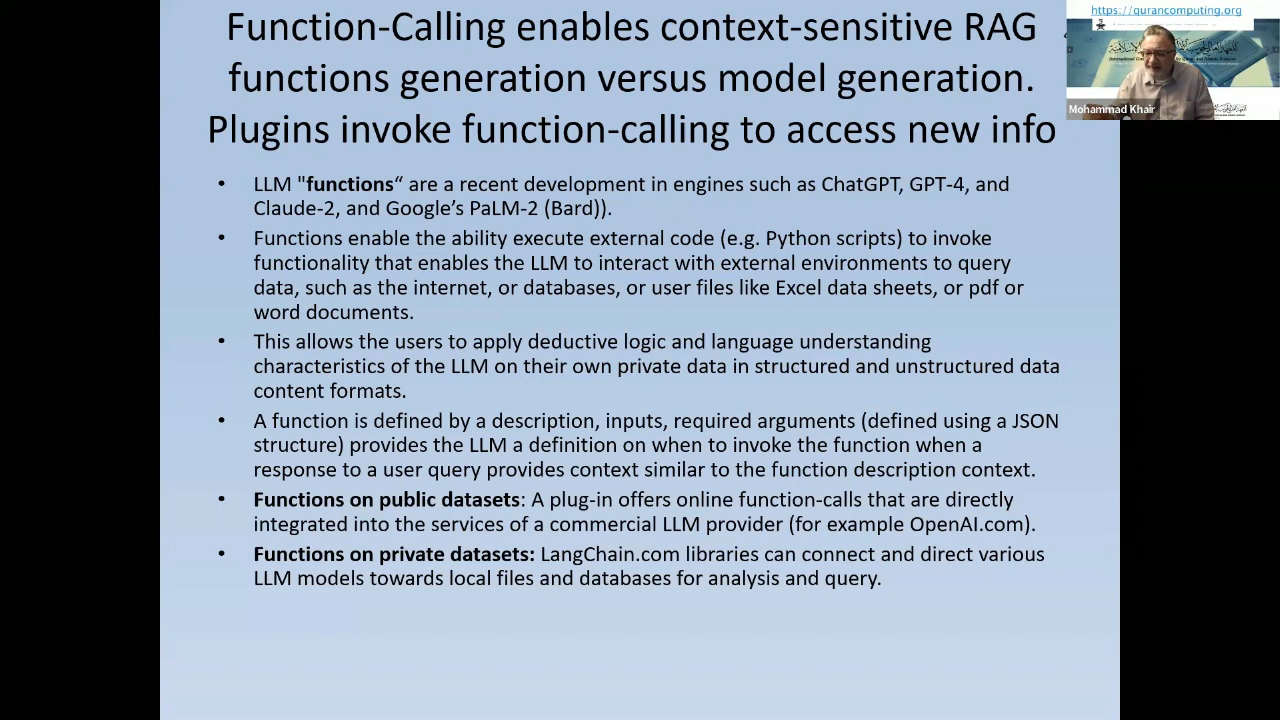 Function-Calling enables context-sensitive RAG
functions generation versus model generation.
Plugins invoke function-calling to access new info
https://qurancomputing.org
Mohammad Khair
• LLM "functions“ are a recent development in engines such as ChatGPT, GPT-4, and
Claude-2, and Google’s PaLM-2 (Bard)).
• Functions enable the ability execute external code (e.g. Python scripts) to invoke
functionality that enables the LLM to interact with external environments to query
data, such as the internet, or databases, or user files like Excel data sheets, or pdf or
word documents.
• This allows the users to apply deductive logic and language understanding
characteristics of the LLM on their own private data in structured and unstructured data
content formats.
• A function is defined by a description, inputs, required arguments (defined using a JSON
structure) provides the LLM a definition on when to invoke the function when a
response to a user query provides context similar to the function description context.
• Functions on public datasets: A plug-in offers online function-calls that are directly
integrated into the services of a commercial LLM provider (for example OpenAI.com).
• Functions on private datasets: LangChain.com libraries can connect and direct various
LLM models towards local files and databases for analysis and query.